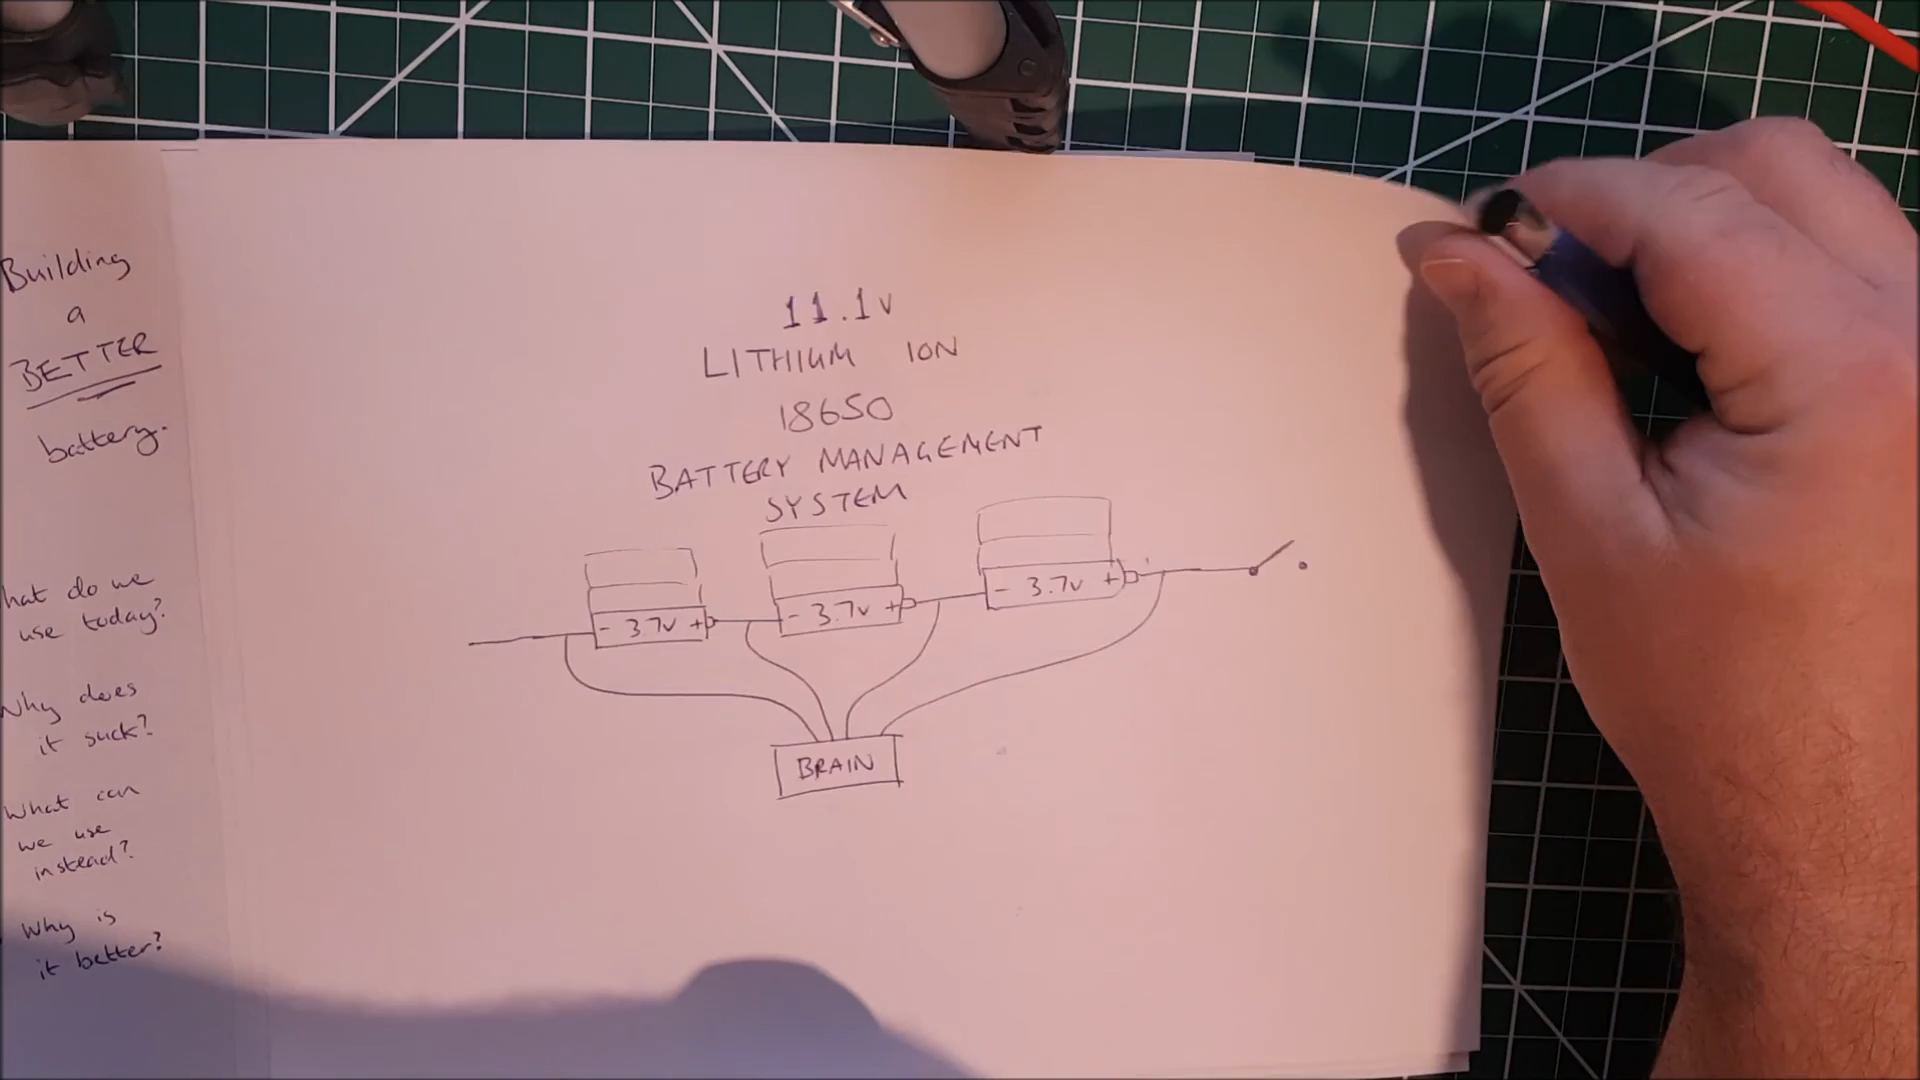 Building
a
BETTER
battery.
hat do we
use today?
Why does
it suck?
What can
we use
instead?
Why is
it better?
11.1v
LITHIUM ION
18650
BATTERY MANAGEMENT
SYSTEM
- 3.7v +
- 3.7v +
- 3.7v +
BRAIN